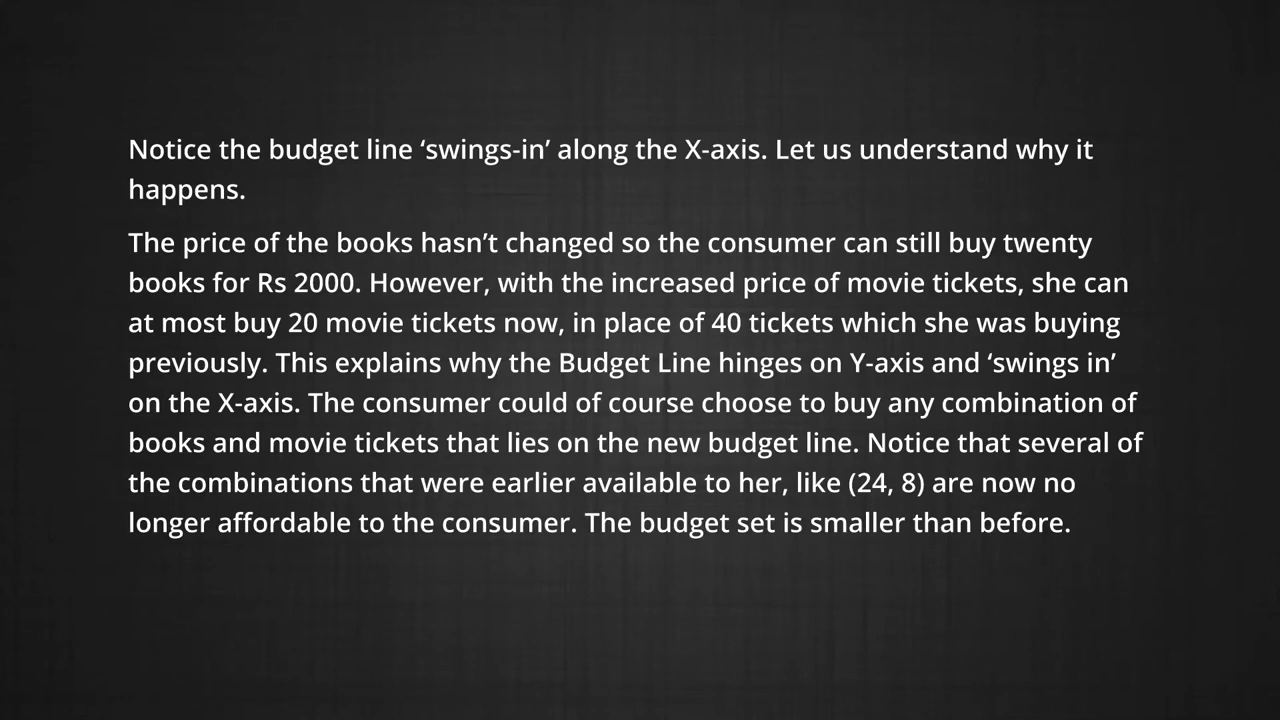 Notice the budget line ‘swings-in’ along the X-axis. Let us understand why it
happens.
The price of the books hasn’t changed so the consumer can still buy twenty
books for Rs 2000. However, with the increased price of movie tickets, she can
at most buy 20 movie tickets now, in place of 40 tickets which she was buying
previously. This explains why the Budget Line hinges on Y-axis and ‘swings in’
on the X-axis. The consumer could of course choose to buy any combination of
books and movie tickets that lies on the new budget line. Notice that several of
the combinations that were earlier available to her, like (24, 8) are now no
longer affordable to the consumer. The budget set is smaller than before.